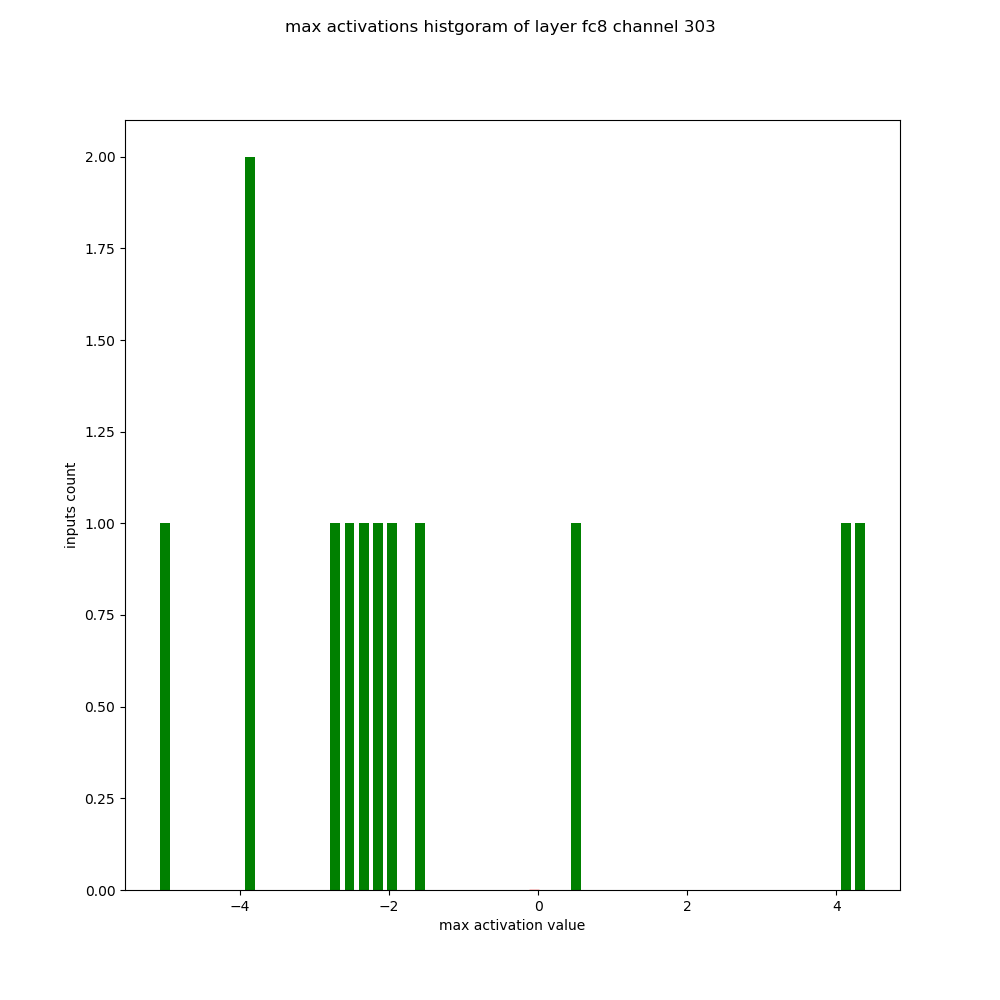 max activations histgoram of layer fc8 channel 303
2.00
1.75
1.50
1.25
1.00
0.75
0.50
0.25
0.00
inputs count
−4 −2 0 2 4
max activation value